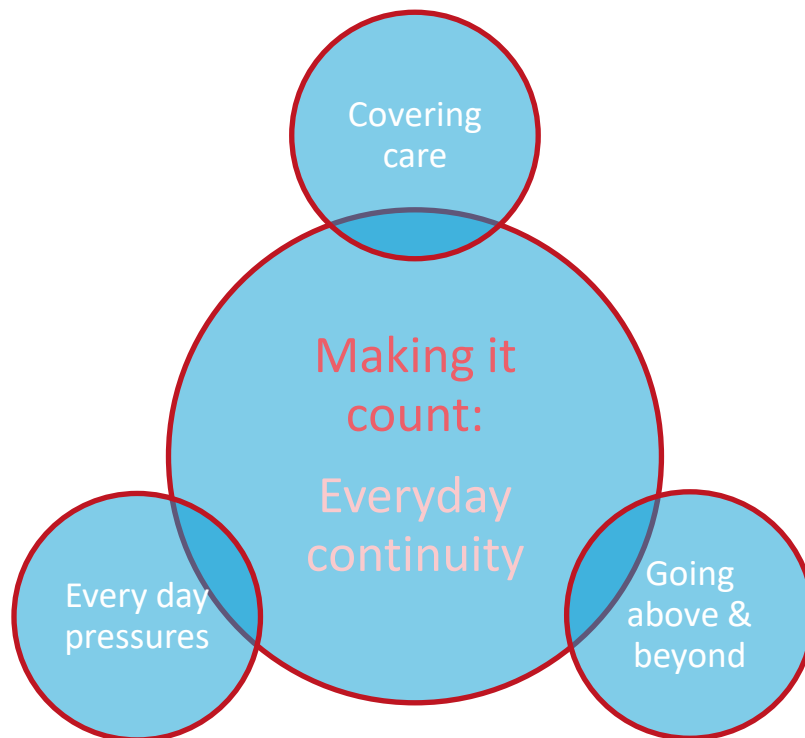 Covering
care
Making it
count:
Everyday
continuity
Every day
pressures
Going
above &
beyond